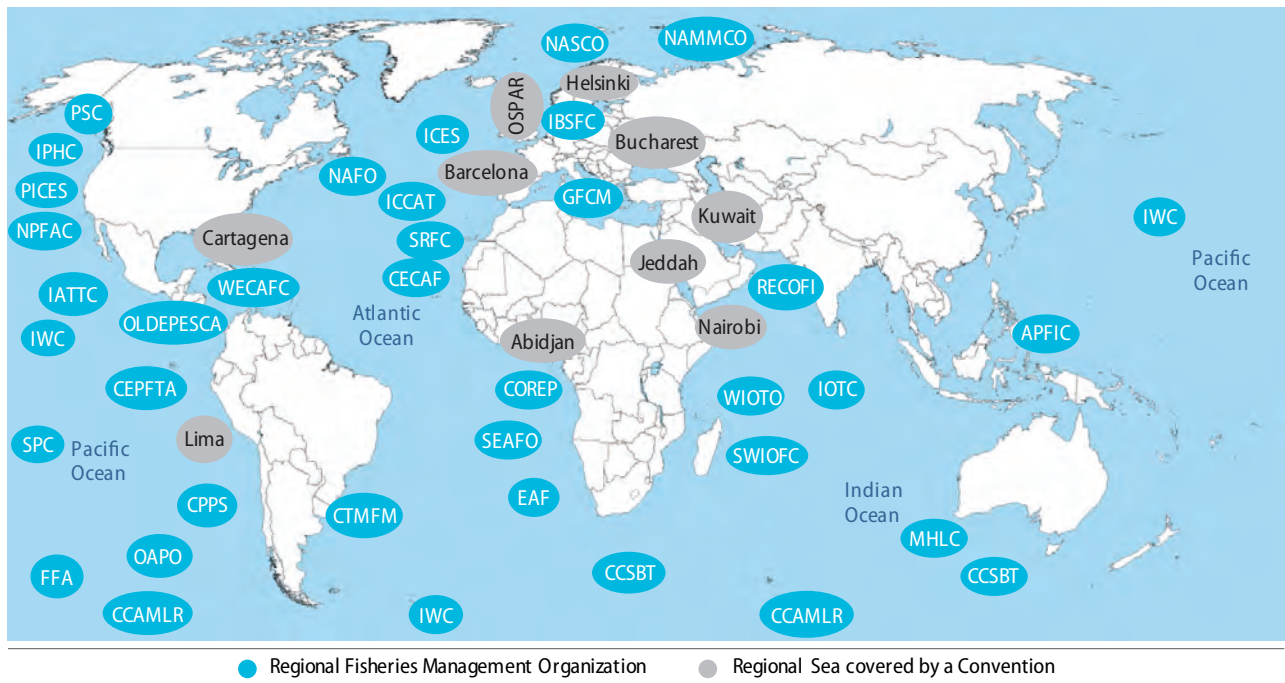 NASCO
NAMMCO
Helsinki
OSPAR
PSC
IBSFC
ICES
Bucharest
IPHC
Barcelona
NAFO
PICES
ICCAT
GFCM
Kuwait
IWC
NPFAC
Cartagena
SRFC
Jeddah
Pacific
Ocean
CECAF
WECAFC
RECOFI
IATTC
OLDEPESCA
Atlantic
Ocean
Nairobi
IWC
Abidjan
APFIC
CEPFTA
COREP
WIOTO
IOTC
SPC
Pacific
Ocean
Lima
SEAFO
SWIOFC
EAF
Indian
Ocean
CPPS
CTMFM
MHLC
OAPO
FFA
CCSBT
CCSBT
CCAMLR
IWC
CCAMLR
Regional Fisheries Management Organization
Regional Sea covered by a Convention